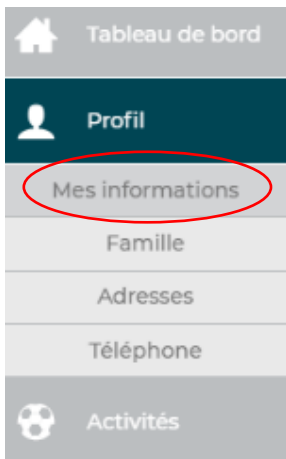 Tableau de bord
Profil
Mes informations
Famille
Adresses
Téléphone
Activités